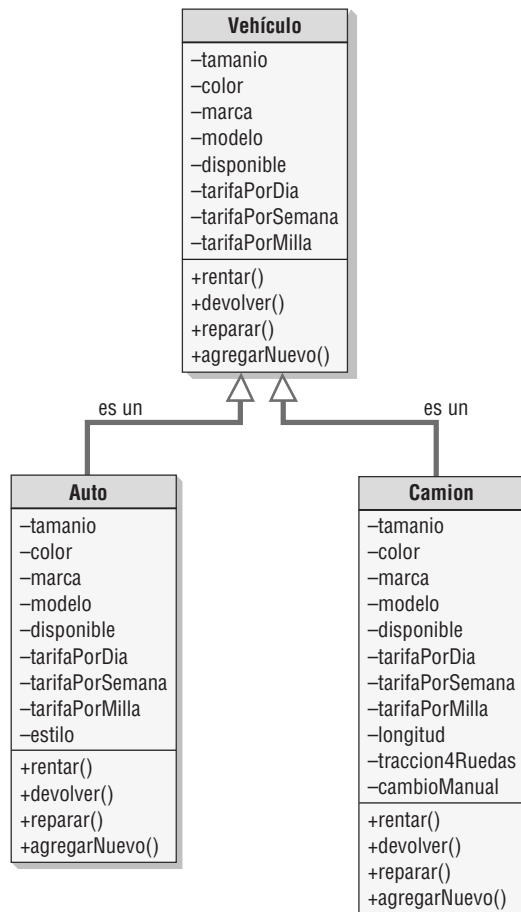 Vehículo
–tamanio
–color
–marca
–modelo
–disponible
–tarifaPorDia
–tarifaPorSemana
–tarifaPorMilla
+rentar()
+devolver()
+reparar()
+agregarNuevo()
es un
es un
Auto
–tamanio
–color
–marca
–modelo
–disponible
–tarifaPorDia
–tarifaPorSemana
–tarifaPorMilla
–estilo
+rentar()
+devolver()
+reparar()
+agregarNuevo()
Camion
–tamanio
–color
–marca
–modelo
–disponible
–tarifaPorDia
–tarifaPorSemana
–tarifaPorMilla
–longitud
–traccion4Ruedas
–cambioManual
+rentar()
+devolver()
+reparar()
+agregarNuevo()